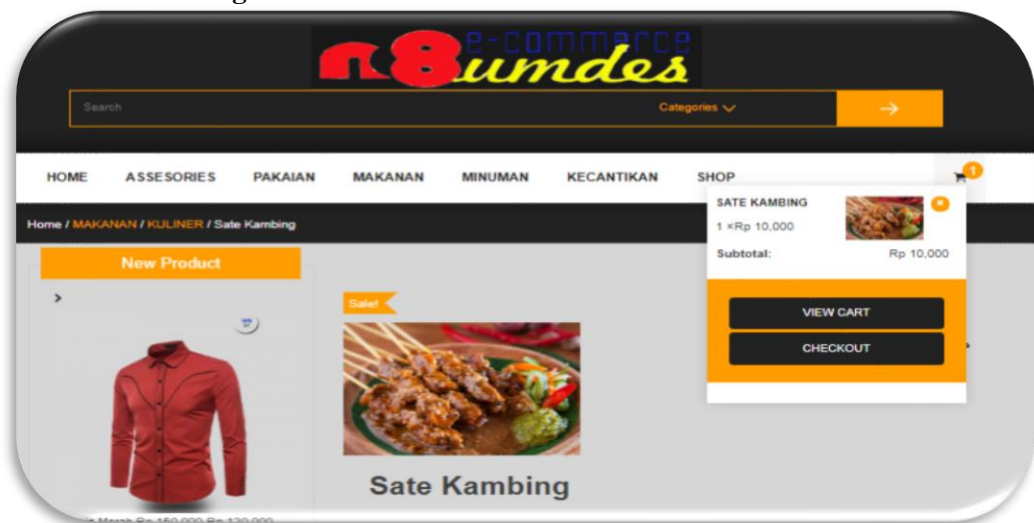 e-commerce
n8umdes
Search
Categories
HOME ASSESORIES PAKAIAN MAKANAN MINUMAN KECANTIKAN SHOP
1
Home / MAKANAN / KULINER / Sate Kambing
SATE KAMBING
1 ×Rp 10,000
Subtotal: Rp 10,000
VIEW CART
CHECKOUT
New Product
Sale!
Sate Kambing